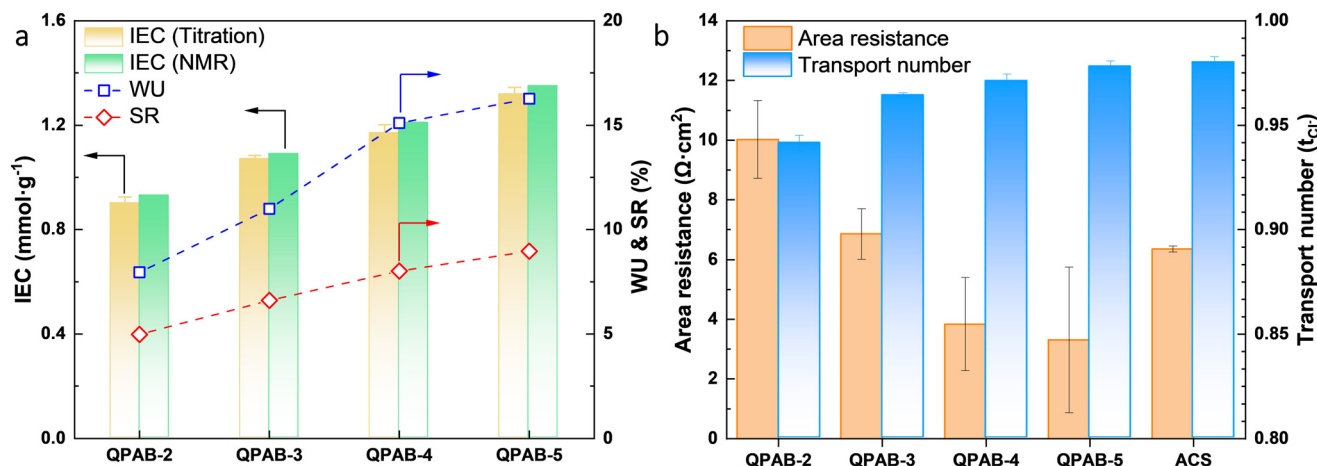 a
IEC (mmol·g⁻¹)
1.6
1.2
0.8
0.4
0.0
IEC (Titration)
IEC (NMR)
WU
SR
20
15
10
5
0
WU & SR (%)
QPAB-2 QPAB-3 QPAB-4 QPAB-5
b
Area resistance (Ω·cm²)
14
12
10
8
6
4
2
0
Area resistance
Transport number
1.00
0.95
0.90
0.85
0.80
Transport number (t_Cl⁻)
QPAB-2 QPAB-3 QPAB-4 QPAB-5 ACS